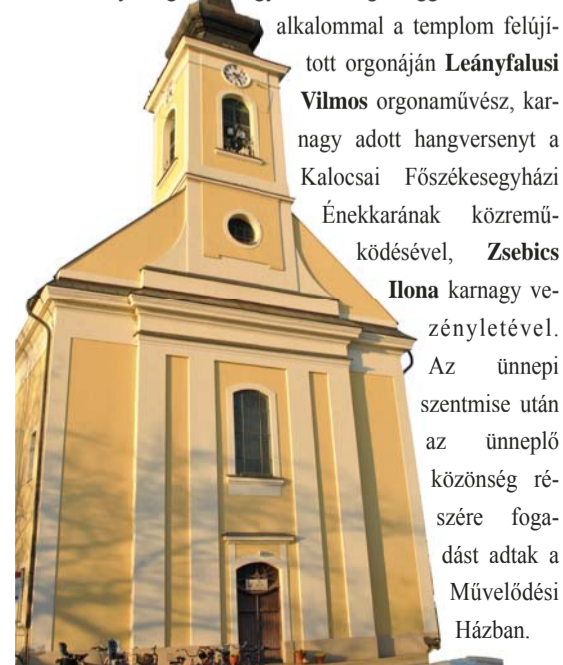 alkalommal a templom felújí-
tott orgonáján Leányfalusi
Vilmos orgonaművész, kar-
nagy adott hangversenyt a
Kalocsai Főszékesegyházi
Énekkarának közremű-
ködésével, Zsebics
Ilona karnagy ve-
zényletével.
Az ünnepi
szentmise után
az ünneplő
közönség ré-
szére foga-
dást adtak a
Művelődési
Házban.